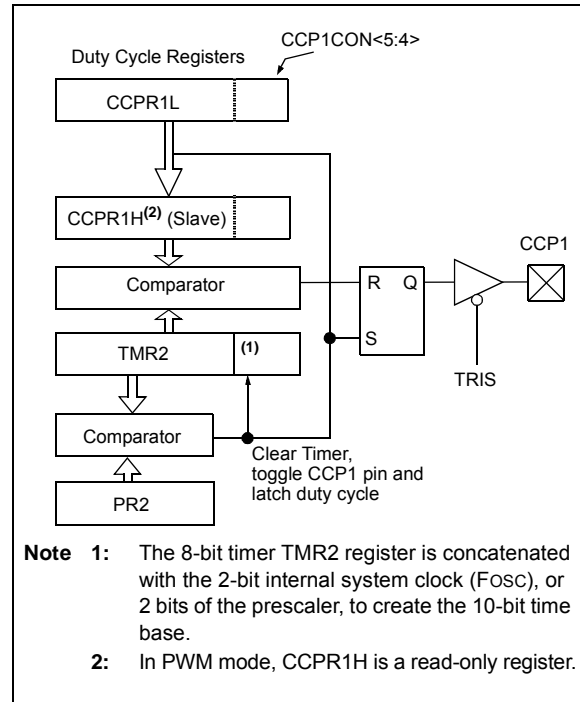 CCP1CON<5:4>
Duty Cycle Registers
CCPR1L
CCPR1H(2) (Slave)
CCP1
Comparator
R Q
TMR2
(1)
S
TRIS
Comparator
Clear Timer,
toggle CCP1 pin and
latch duty cycle
PR2
Note 1: The 8-bit timer TMR2 register is concatenated
with the 2-bit internal system clock (FOSC), or
2 bits of the prescaler, to create the 10-bit time
base.
2: In PWM mode, CCPR1H is a read-only register.